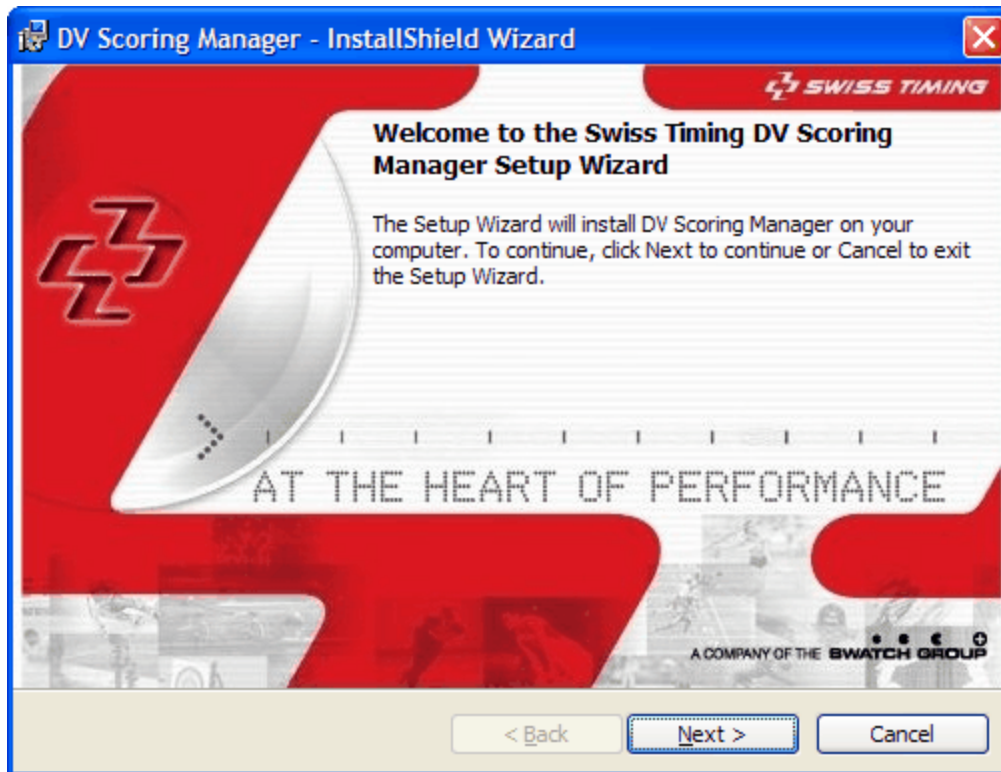 DV Scoring Manager - InstallShield Wizard
SWISS TIMING
Welcome to the Swiss Timing DV Scoring
Manager Setup Wizard
The Setup Wizard will install DV Scoring Manager on your
computer. To continue, click Next to continue or Cancel to exit
the Setup Wizard.
AT THE HEART OF PERFORMANCE
A COMPANY OF THE SWATCH GROUP
< Back Next > Cancel